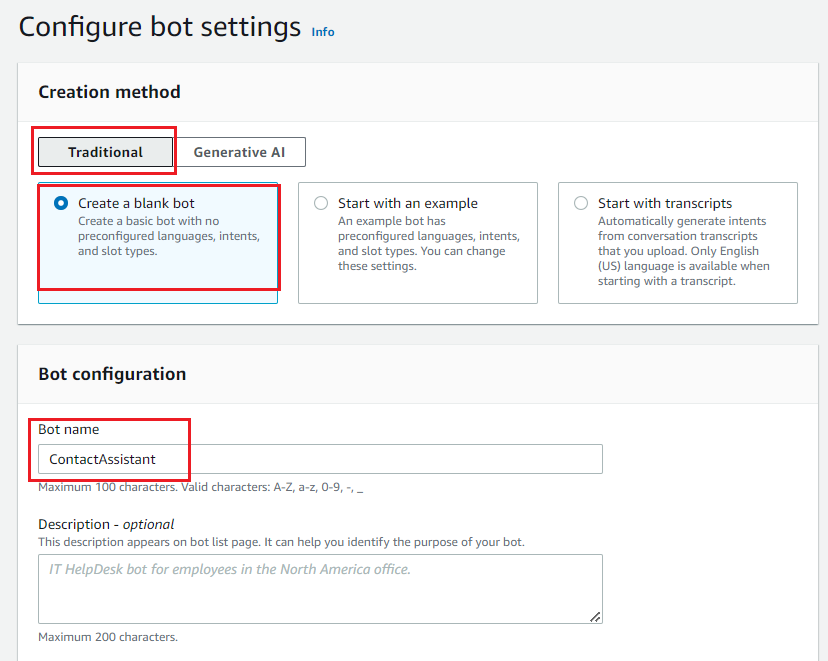 Configure bot settings Info
Creation method
Traditional
Generative AI
Create a blank bot
Create a basic bot with no
preconfigured languages, intents,
and slot types.
Start with an example
An example bot has
preconfigured languages, intents,
and slot types. You can change
these settings.
Start with transcripts
Automatically generate intents
from conversation transcripts
that you upload. Only English
(US) language is available when
starting with a transcript.
Bot configuration
Bot name
ContactAssistant
Maximum 100 characters. Valid characters: A-Z, a-z, 0-9, -, _
Description - optional
This description appears on bot list page. It can help you identify the purpose of your bot.
IT HelpDesk bot for employees in the North America office.
Maximum 200 characters.